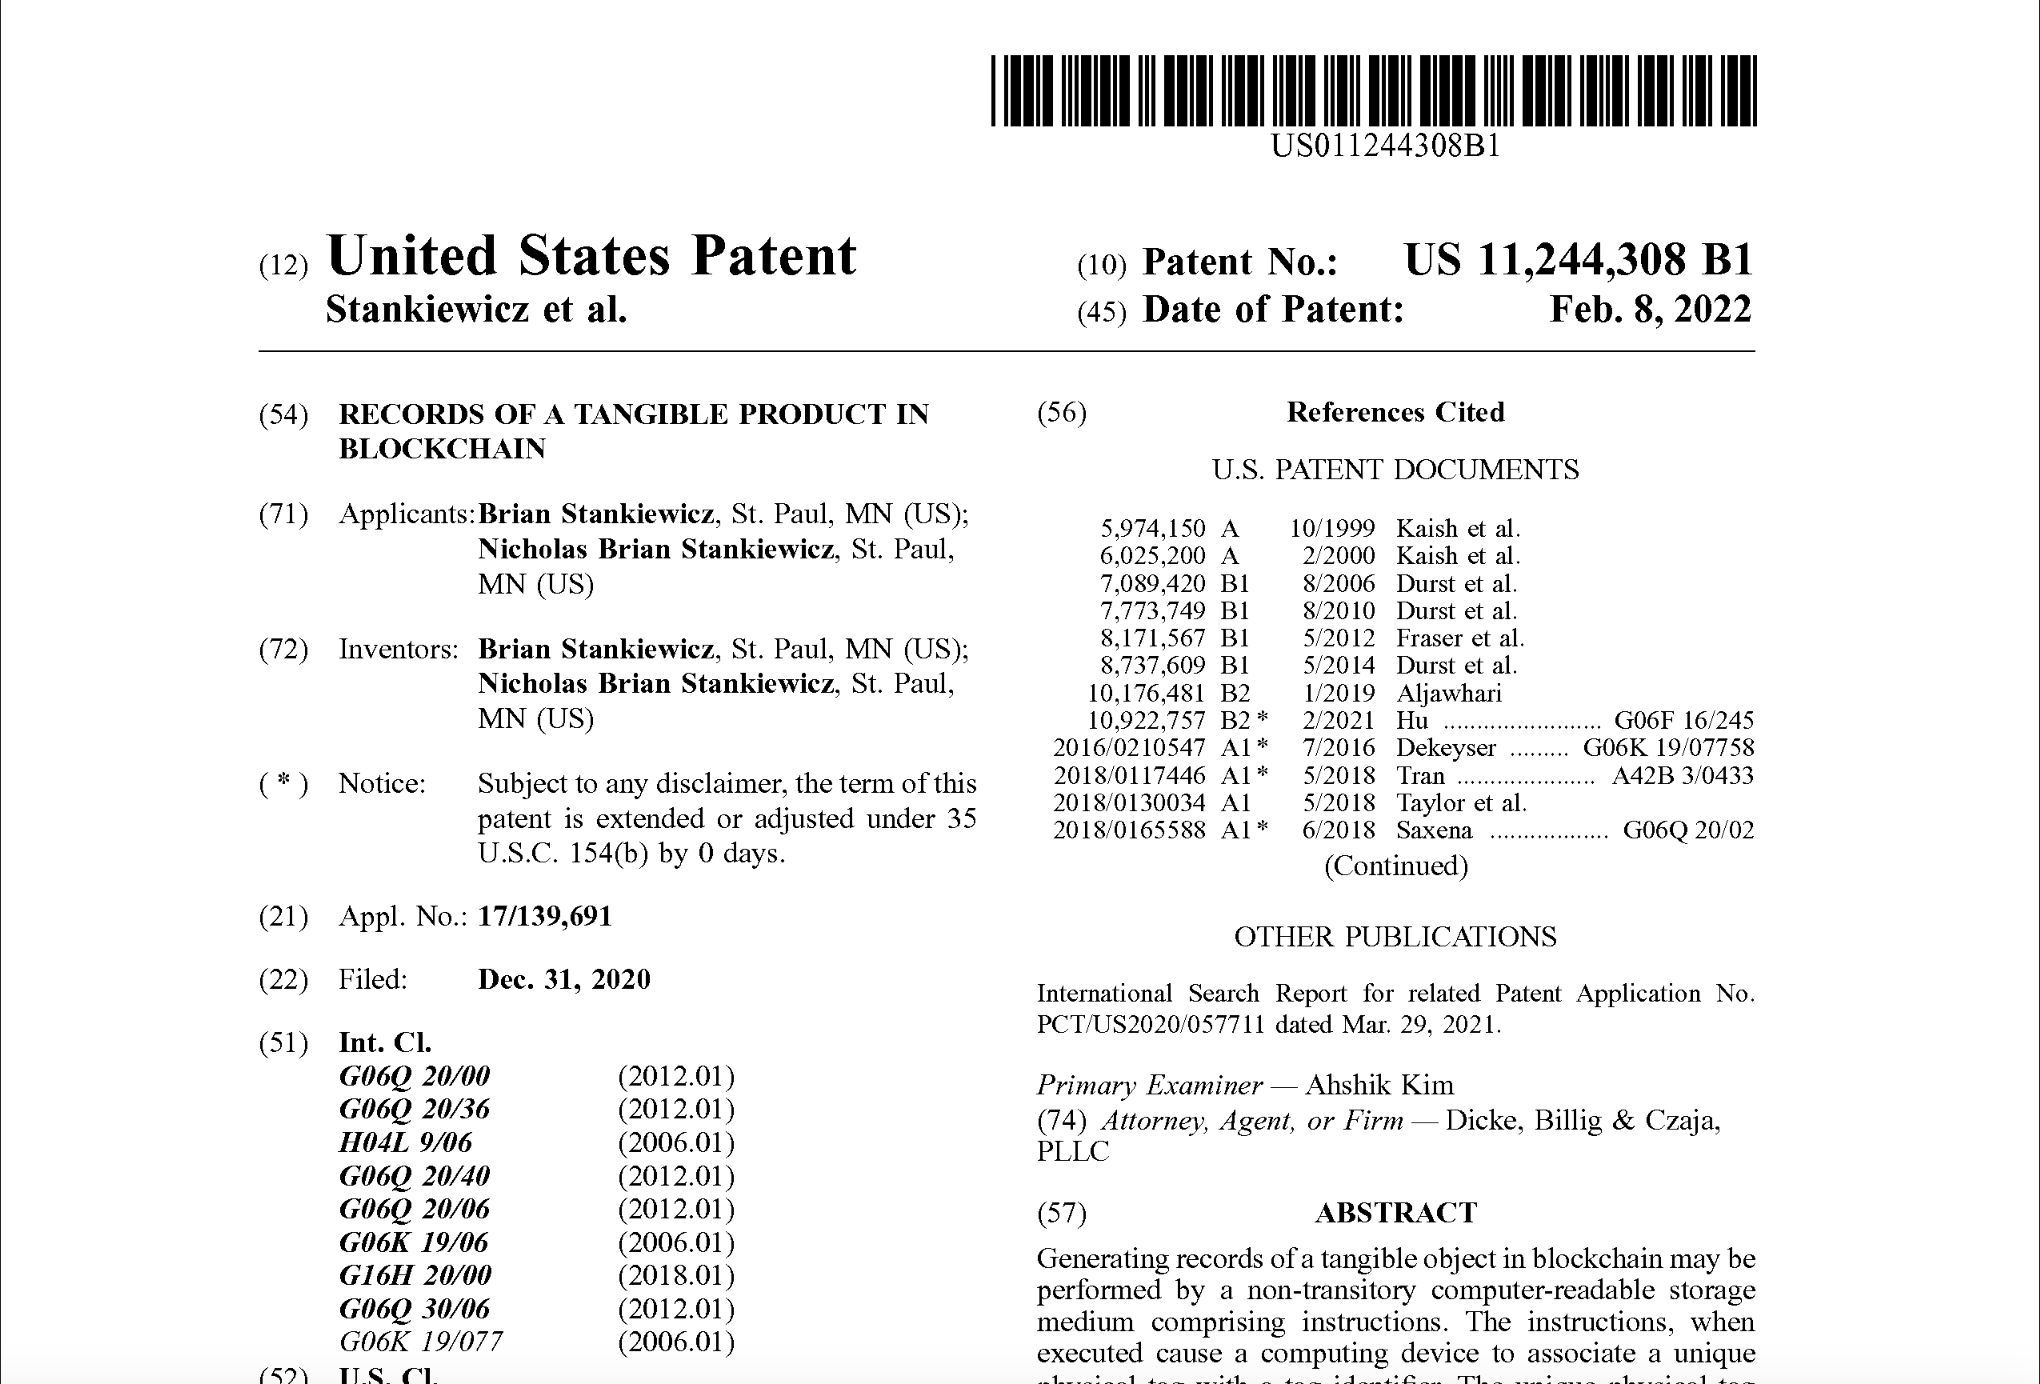 US011244308B1
(12) United States Patent
Stankiewicz et al.
(10) Patent No.: US 11,244,308 B1
(45) Date of Patent: Feb. 8, 2022
(54) RECORDS OF A TANGIBLE PRODUCT IN
BLOCKCHAIN
(71) Applicants: Brian Stankiewicz, St. Paul, MN (US);
Nicholas Brian Stankiewicz, St. Paul,
MN (US)
(72) Inventors: Brian Stankiewicz, St. Paul, MN (US);
Nicholas Brian Stankiewicz, St. Paul,
MN (US)
( * ) Notice: Subject to any disclaimer, the term of this
patent is extended or adjusted under 35
U.S.C. 154(b) by 0 days.
(21) Appl. No.: 17/139,691
(22) Filed: Dec. 31, 2020
(51) Int. Cl.
G06Q 20/00 (2012.01)
G06Q 20/36 (2012.01)
H04L 9/06 (2006.01)
G06Q 20/40 (2012.01)
G06Q 20/06 (2012.01)
G06K 19/06 (2006.01)
G16H 20/00 (2018.01)
G06Q 30/06 (2012.01)
G06K 19/077 (2006.01)
(52) U.S. Cl.
(56) References Cited
U.S. PATENT DOCUMENTS
5,974,150 A 10/1999 Kaish et al.
6,025,200 A 2/2000 Kaish et al.
7,089,420 B1 8/2006 Durst et al.
7,773,749 B1 8/2010 Durst et al.
8,171,567 B1 5/2012 Fraser et al.
8,737,609 B1 5/2014 Durst et al.
10,176,481 B2 1/2019 Aljawhari
10,922,757 B2 * 2/2021 Hu ........................ G06F 16/245
2016/0210547 A1 * 7/2016 Dekeyser ......... G06K 19/07758
2018/0117446 A1 * 5/2018 Tran ..................... A42B 3/0433
2018/0130034 A1 5/2018 Taylor et al.
2018/0165588 A1 * 6/2018 Saxena .................. G06Q 20/02
(Continued)
OTHER PUBLICATIONS
International Search Report for related Patent Application No.
PCT/US2020/057711 dated Mar. 29, 2021.
Primary Examiner — Ahshik Kim
(74) Attorney, Agent, or Firm — Dicke, Billig & Czaja,
PLLC
(57) ABSTRACT
Generating records of a tangible object in blockchain may be
performed by a non-transitory computer-readable storage
medium comprising instructions. The instructions, when
executed cause a computing device to associate a unique
physical tag with a tag identifier. The unique physical tag